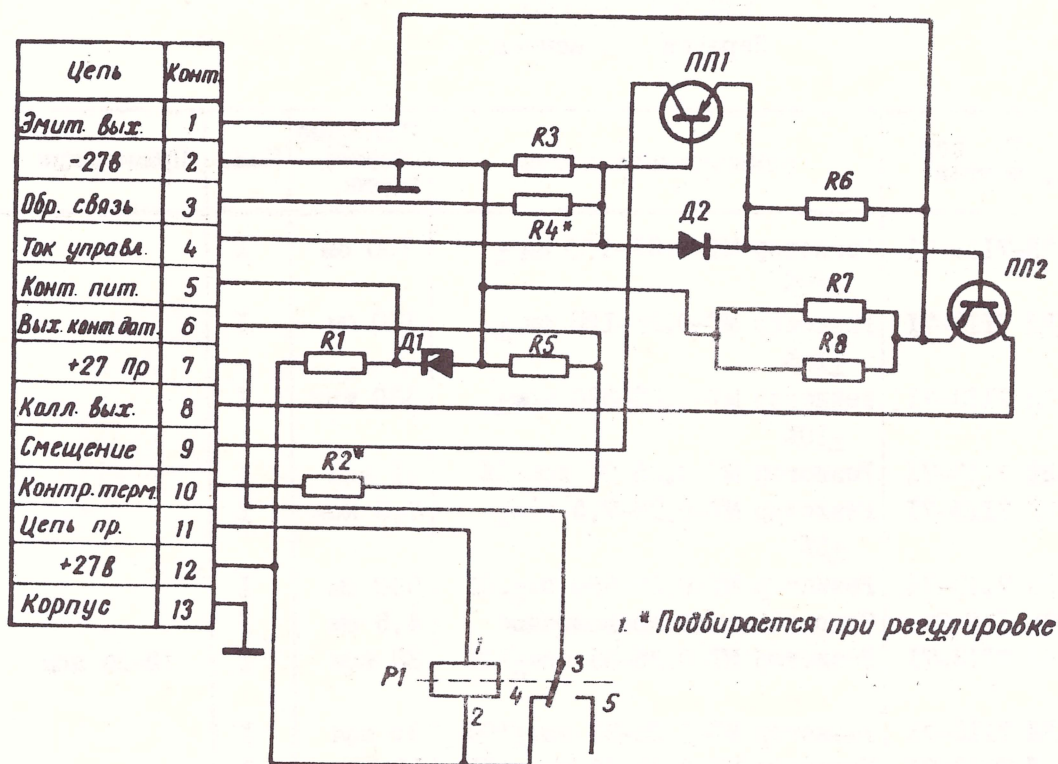 Цепь Конт.
Эмит. вых. 1
-27в 2
Обр. связь 3
Ток управл. 4
Конт. пит. 5
Вых. конт. дат. 6
+27 Пр 7
Колл. вых. 8
Смещение 9
Контр. терм. 10
Цепь пр. 11
+27в 12
Корпус 13
ПП1
R3
R4*
Д2
R6
ПП2
R7
R8
R1
Д1
R5
R2*
P1
1
2
3
4
5
1. * Подбирается при регулировке